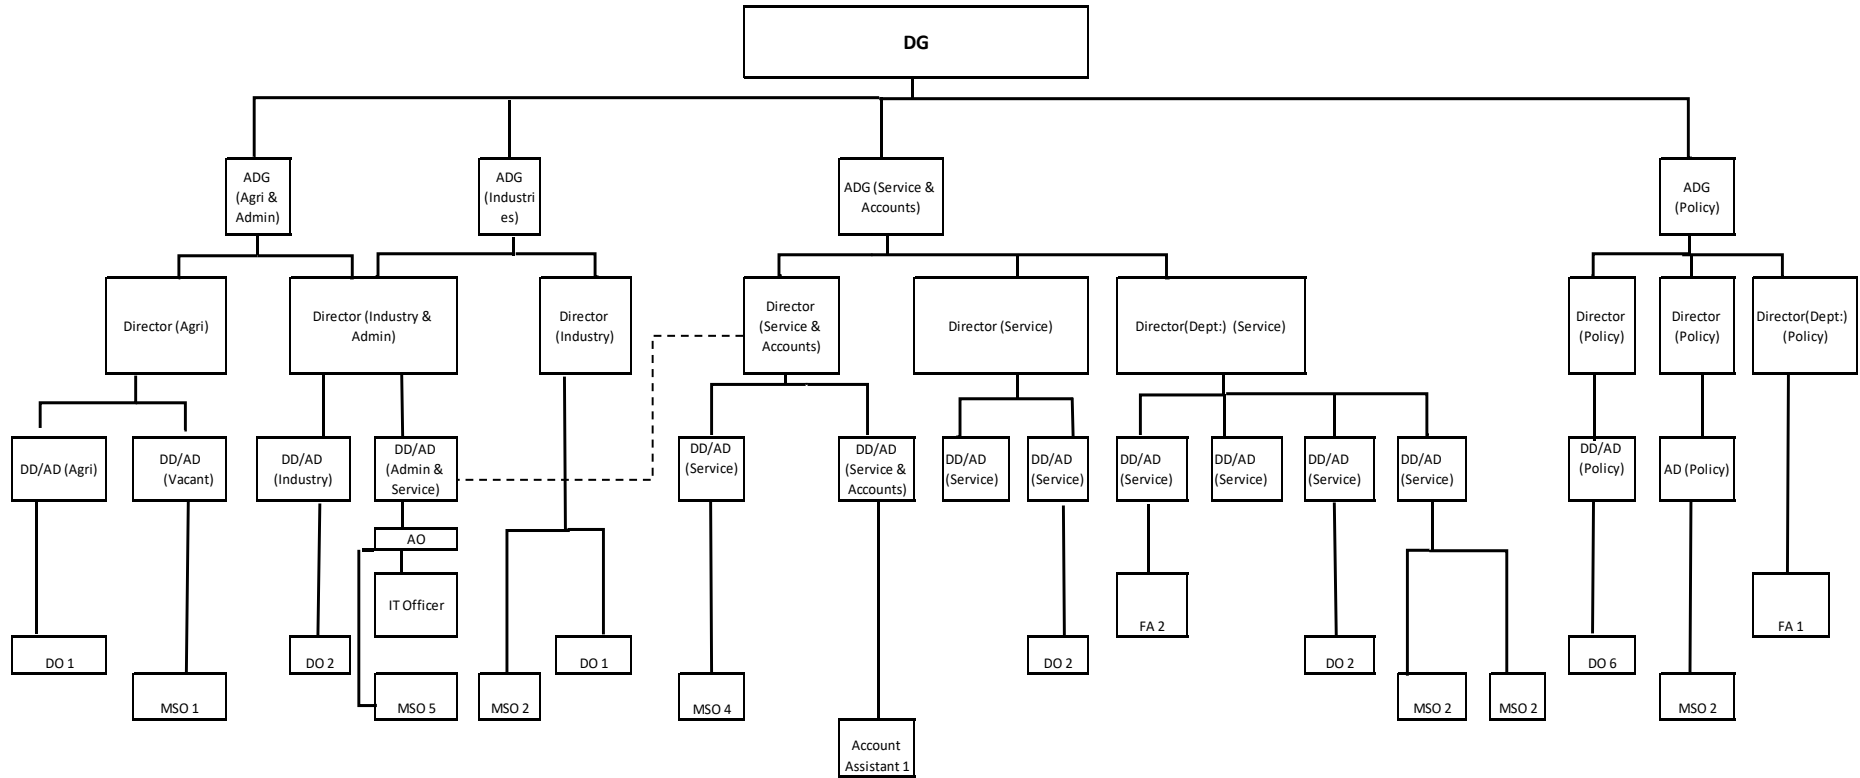 DG
ADG
(Agri &
Admin)
ADG
(Industri
es)
ADG (Service &
Accounts)
ADG
(Policy)
Director (Agri)
Director (Industry &
Admin)
Director
(Industry)
Director
(Service &
Accounts)
Director (Service)
Director(Dept:) (Service)
Director
(Policy)
Director
(Policy)
Director(Dept:)
(Policy)
DD/AD (Agri)
DD/AD
(Vacant)
DD/AD
(Industry)
DD/AD
(Admin &
Service)
DD/AD
(Service)
DD/AD
(Service &
Accounts)
DD/AD
(Service)
DD/AD
(Service)
DD/AD
(Service)
DD/AD
(Service)
DD/AD
(Service)
DD/AD
(Service)
DD/AD
(Policy)
AD (Policy)
AO
IT Officer
FA 2
FA 1
DO 1
DO 2
DO 1
DO 2
DO 2
DO 6
MSO 1
MSO 5
MSO 2
MSO 4
MSO 2
MSO 2
MSO 2
Account
Assistant 1